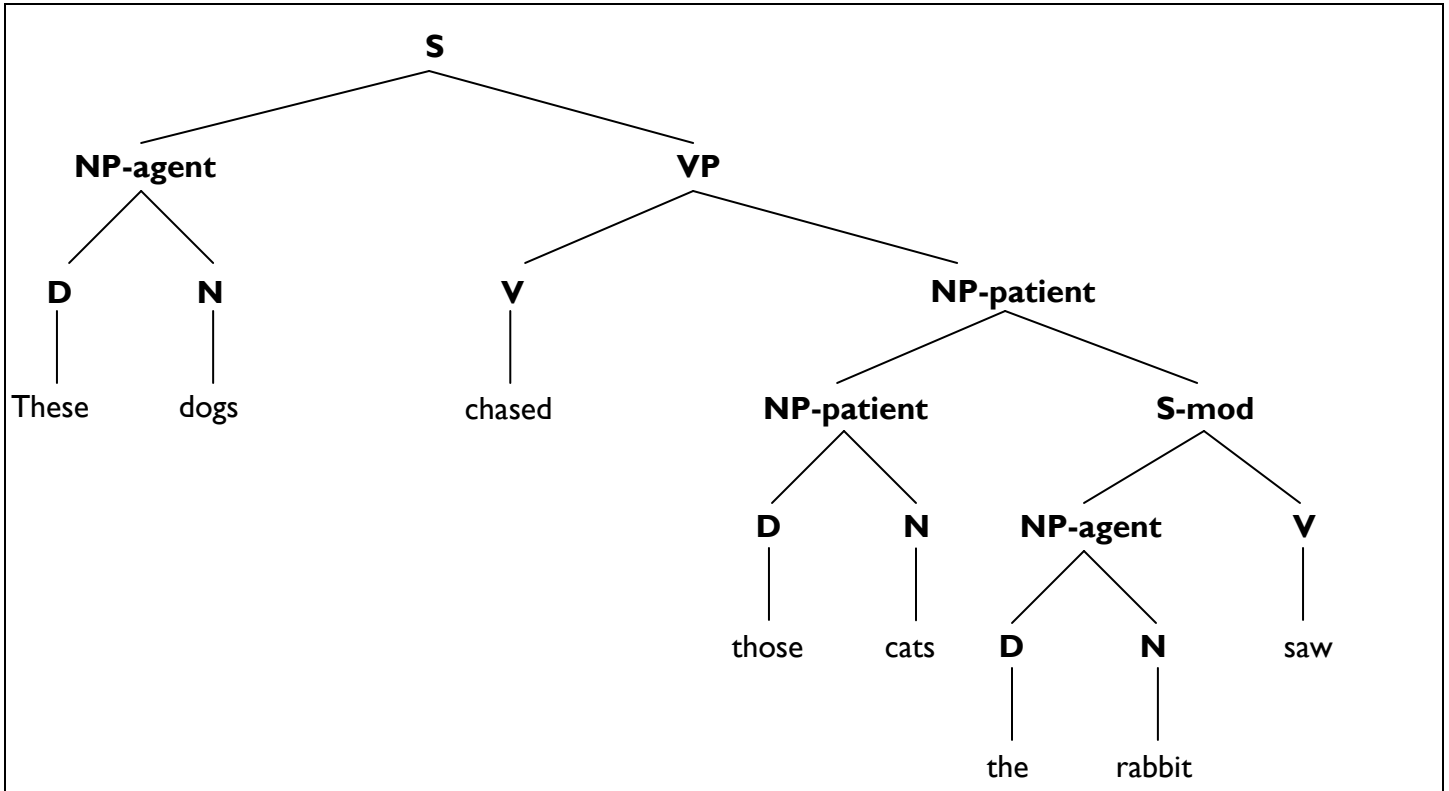 S
NP-agent VP
D N V NP-patient
These dogs chased NP-patient S-mod
D N NP-agent V
those cats D N saw
the rabbit